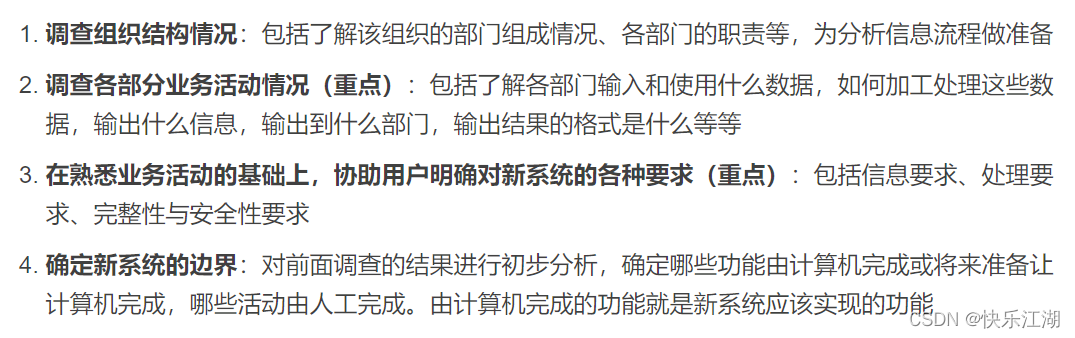 1. 调查组织结构情况：包括了解该组织的部门组成情况、各部门的职责等，为分析信息流程做准备
2. 调查各部分业务活动情况（重点）：包括了解各部门输入和使用什么数据，如何加工处理这些数
据，输出什么信息，输出到什么部门，输出结果的格式是什么等等
3. 在熟悉业务活动的基础上，协助用户明确对新系统的各种要求（重点）：包括信息要求、处理要
求、完整性与安全性要求
4. 确定新系统的边界：对前面调查的结果进行初步分析，确定哪些功能由计算机完成或将来准备让
计算机完成，哪些活动由人工完成。由计算机完成的功能就是新系统应该实现的功能
CSDN @快乐江湖